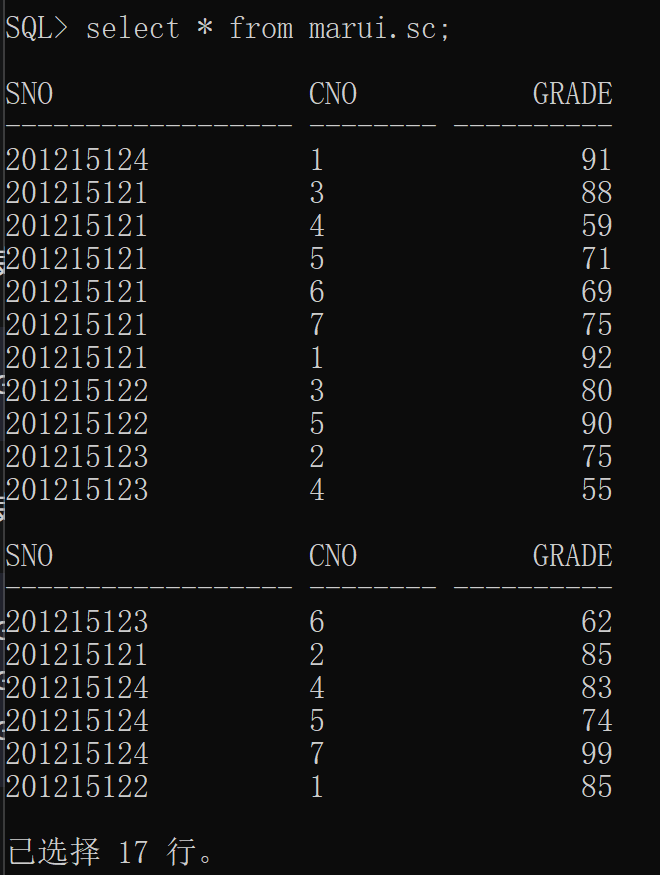 SQL> select * from marui.sc;
SNO CNO GRADE
------------------ -------- ----------
201215124 1 91
201215121 3 88
201215121 4 59
201215121 5 71
201215121 6 69
201215121 7 75
201215121 1 92
201215122 3 80
201215122 5 90
201215123 2 75
201215123 4 55
SNO CNO GRADE
------------------ -------- ----------
201215123 6 62
201215121 2 85
201215124 4 83
201215124 5 74
201215124 7 99
201215122 1 85
已选择 17 行。